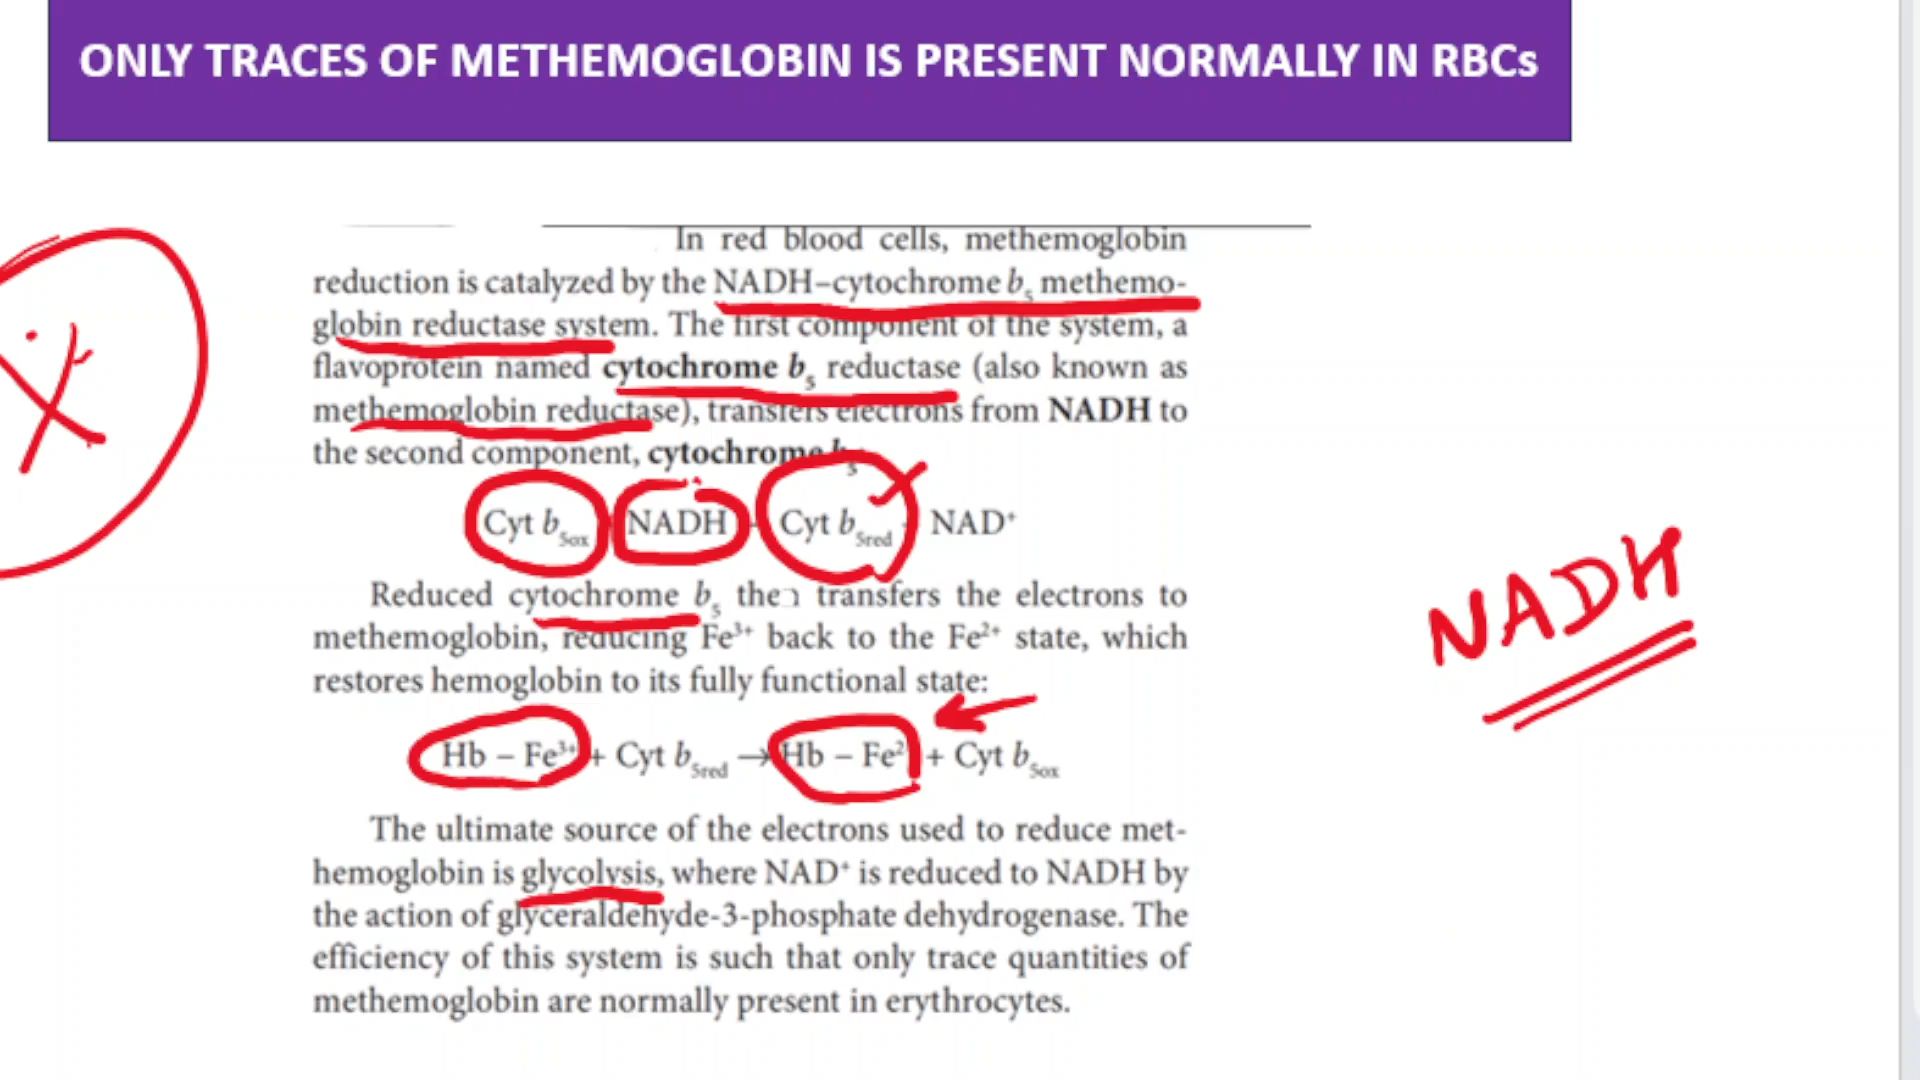 ONLY TRACES OF METHEMOGLOBIN IS PRESENT NORMALLY IN RBCs
In red blood cells, methemoglobin
reduction is catalyzed by the NADH–cytochrome b₅ methemo-
globin reductase system. The first component of the system, a
flavoprotein named cytochrome b₅ reductase (also known as
methemoglobin reductase), transfers electrons from NADH to
the second component, cytochrome b₅
Cyt b₅ox NADH Cyt b₅red NAD⁺
Reduced cytochrome b₅ then transfers the electrons to
methemoglobin, reducing Fe³⁺ back to the Fe²⁺ state, which
restores hemoglobin to its fully functional state:
Hb – Fe³⁺ + Cyt b₅red → Hb – Fe² + Cyt b₅ox
The ultimate source of the electrons used to reduce met-
hemoglobin is glycolysis, where NAD⁺ is reduced to NADH by
the action of glyceraldehyde-3-phosphate dehydrogenase. The
efficiency of this system is such that only trace quantities of
methemoglobin are normally present in erythrocytes.
NADH